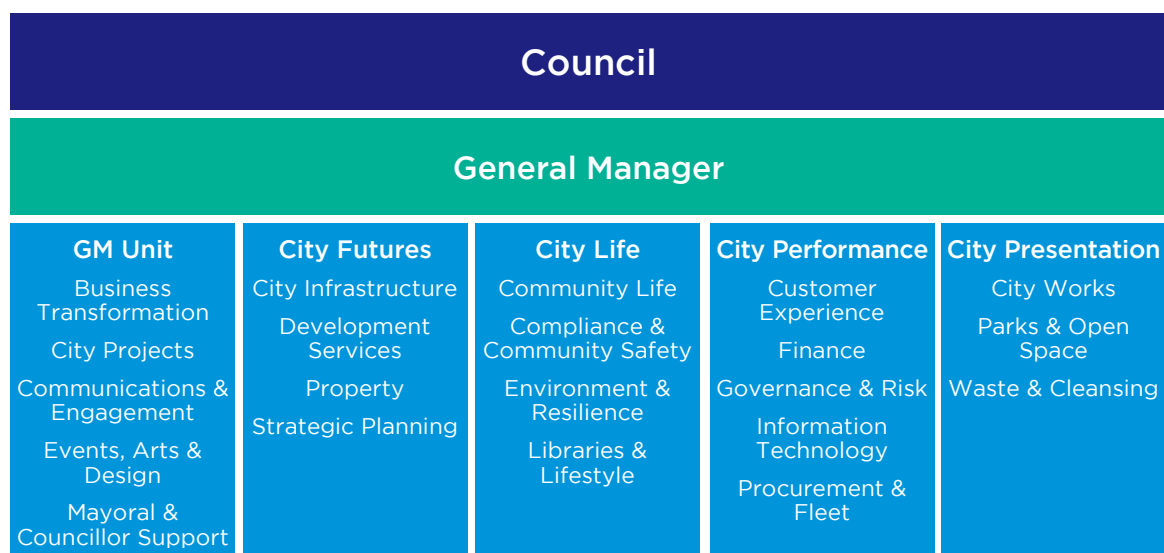 Council
General Manager
GM Unit
Business
Transformation
City Projects
Communications &
Engagement
Events, Arts &
Design
Mayoral &
Councillor Support
City Futures
City Infrastructure
Development
Services
Property
Strategic Planning
City Life
Community Life
Compliance &
Community Safety
Environment &
Resilience
Libraries &
Lifestyle
City Performance
Customer
Experience
Finance
Governance & Risk
Information
Technology
Procurement &
Fleet
City Presentation
City Works
Parks & Open
Space
Waste & Cleansing